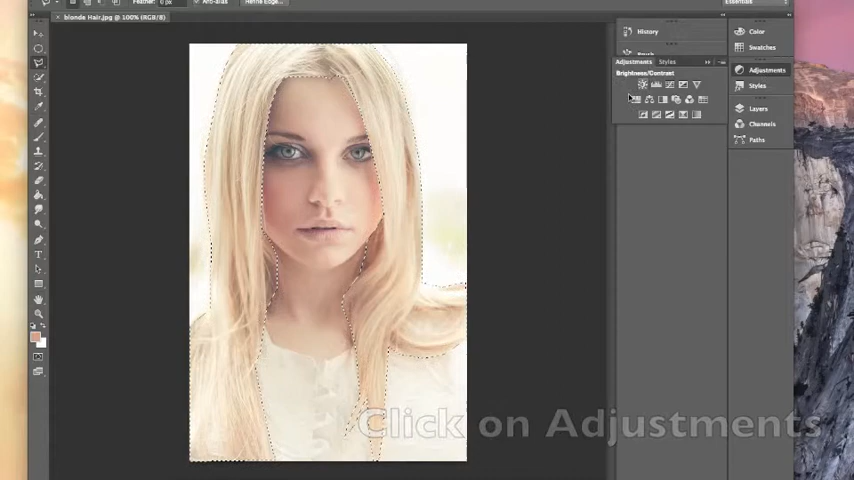 Feather: 0 px
Anti-alias
Refine Edge...
Essentials
× blonde Hair.jpg @ 100% (RGB/8)
History
Color
Swatches
Adjustments
Styles
Brightness/Contrast
Adjustments
Styles
Layers
Channels
Paths
Click on Adjustments